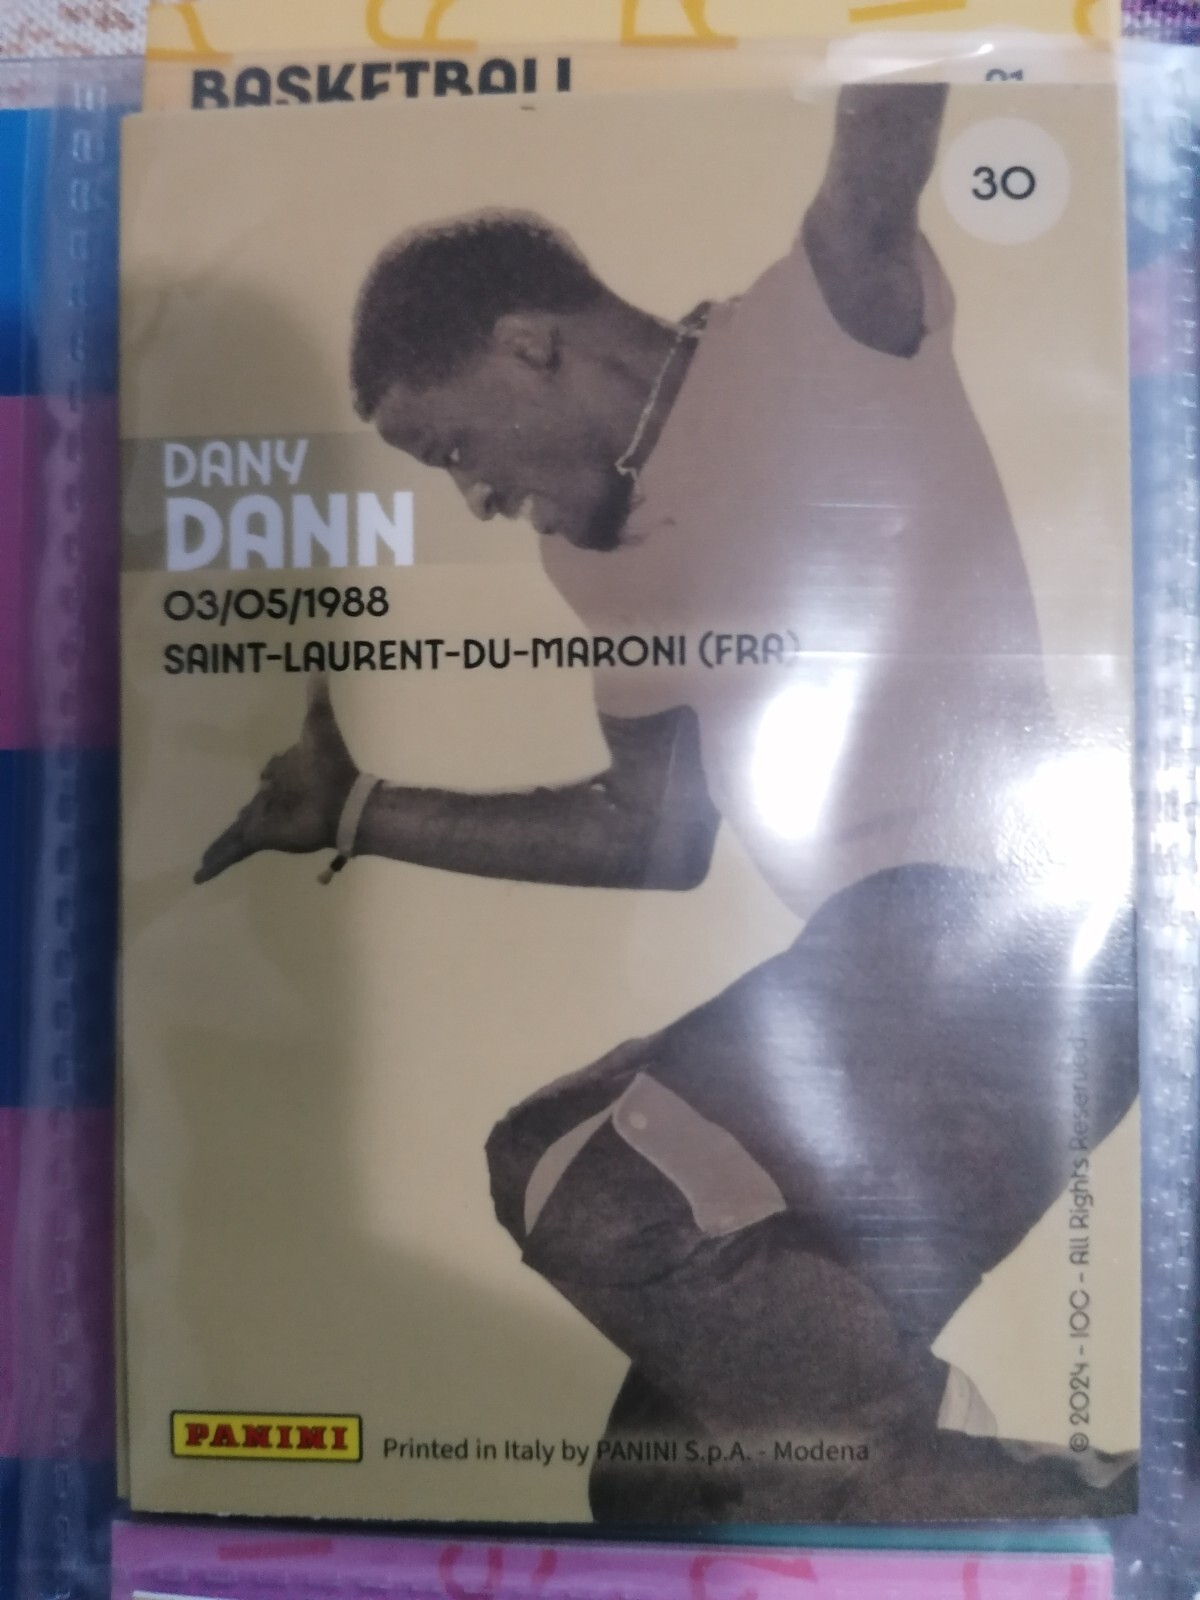 BASKETBALL
30
DANY
DANN
03/05/1988
SAINT-LAURENT-DU-MARONI (FRA)
© 2024 - IOC - All Rights Reserved
PANINI
Printed in Italy by PANINI S.p.A. - Modena